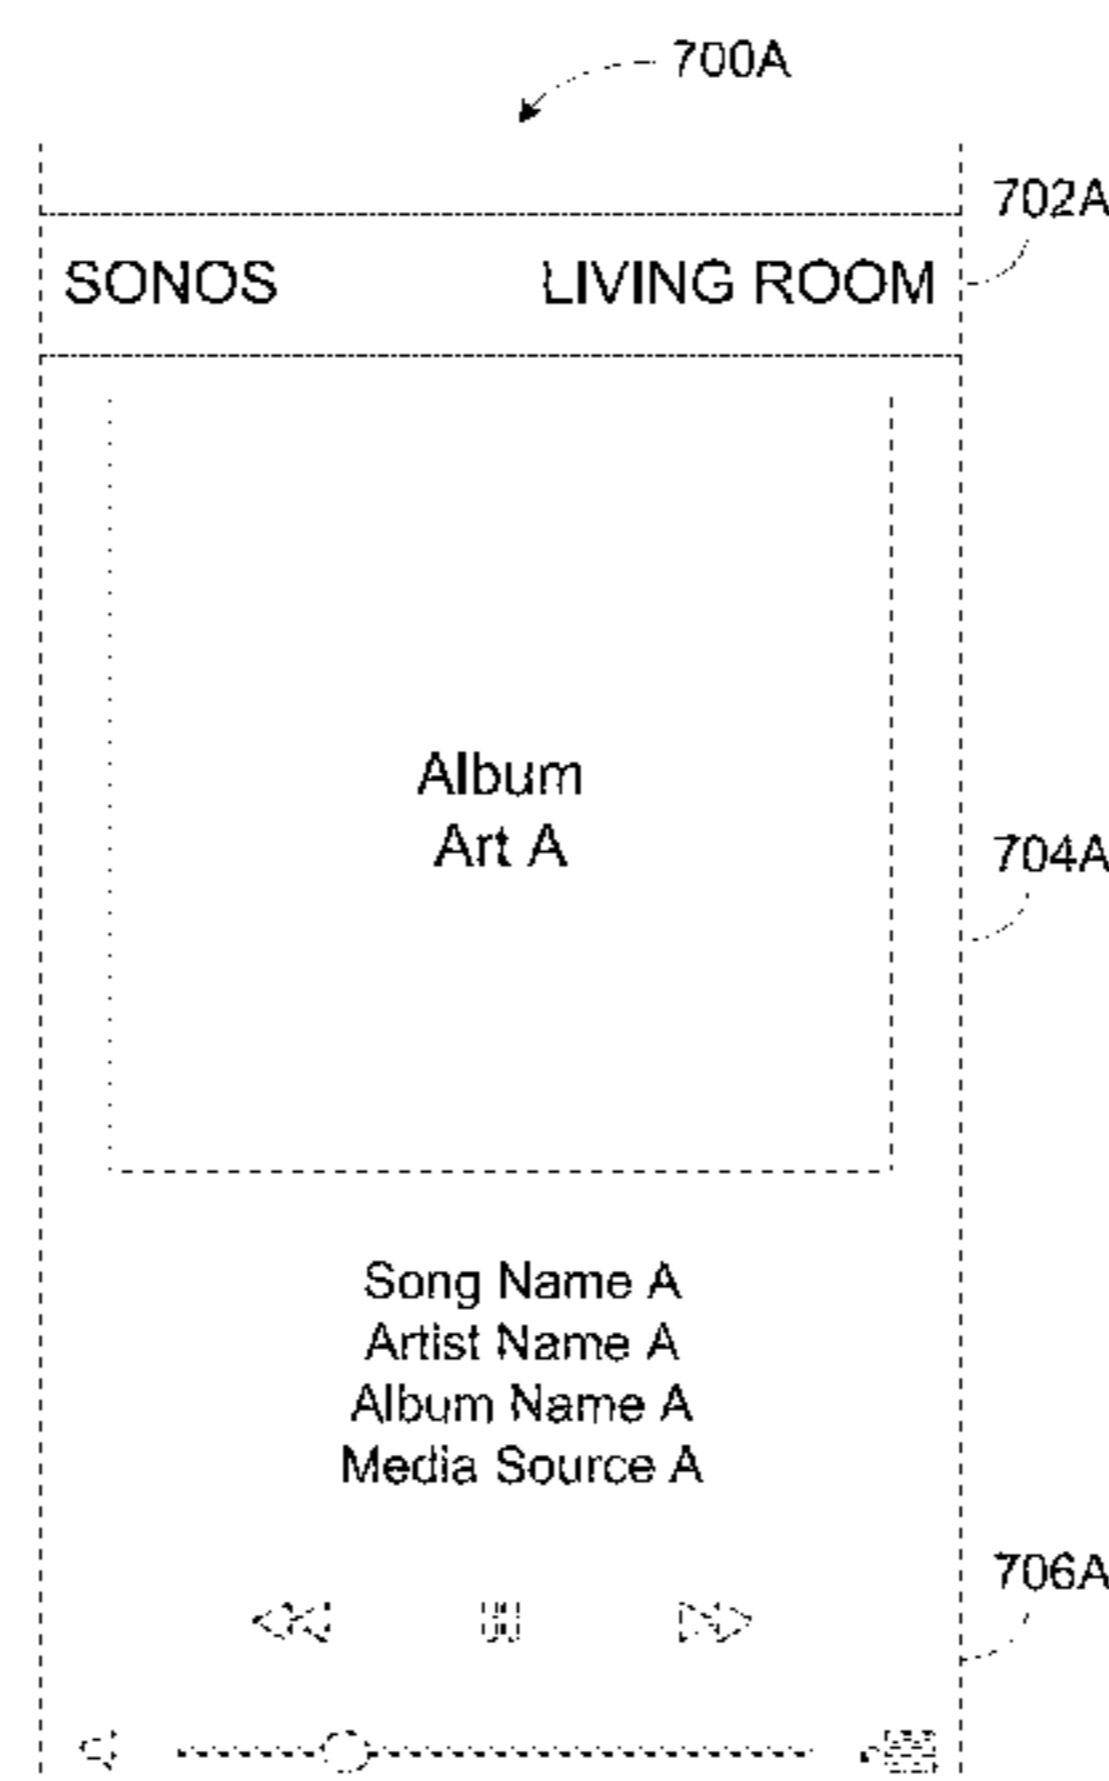 700A
702A
SONOS LIVING ROOM
Album
Art A
704A
Song Name A
Artist Name A
Album Name A
Media Source A
706A